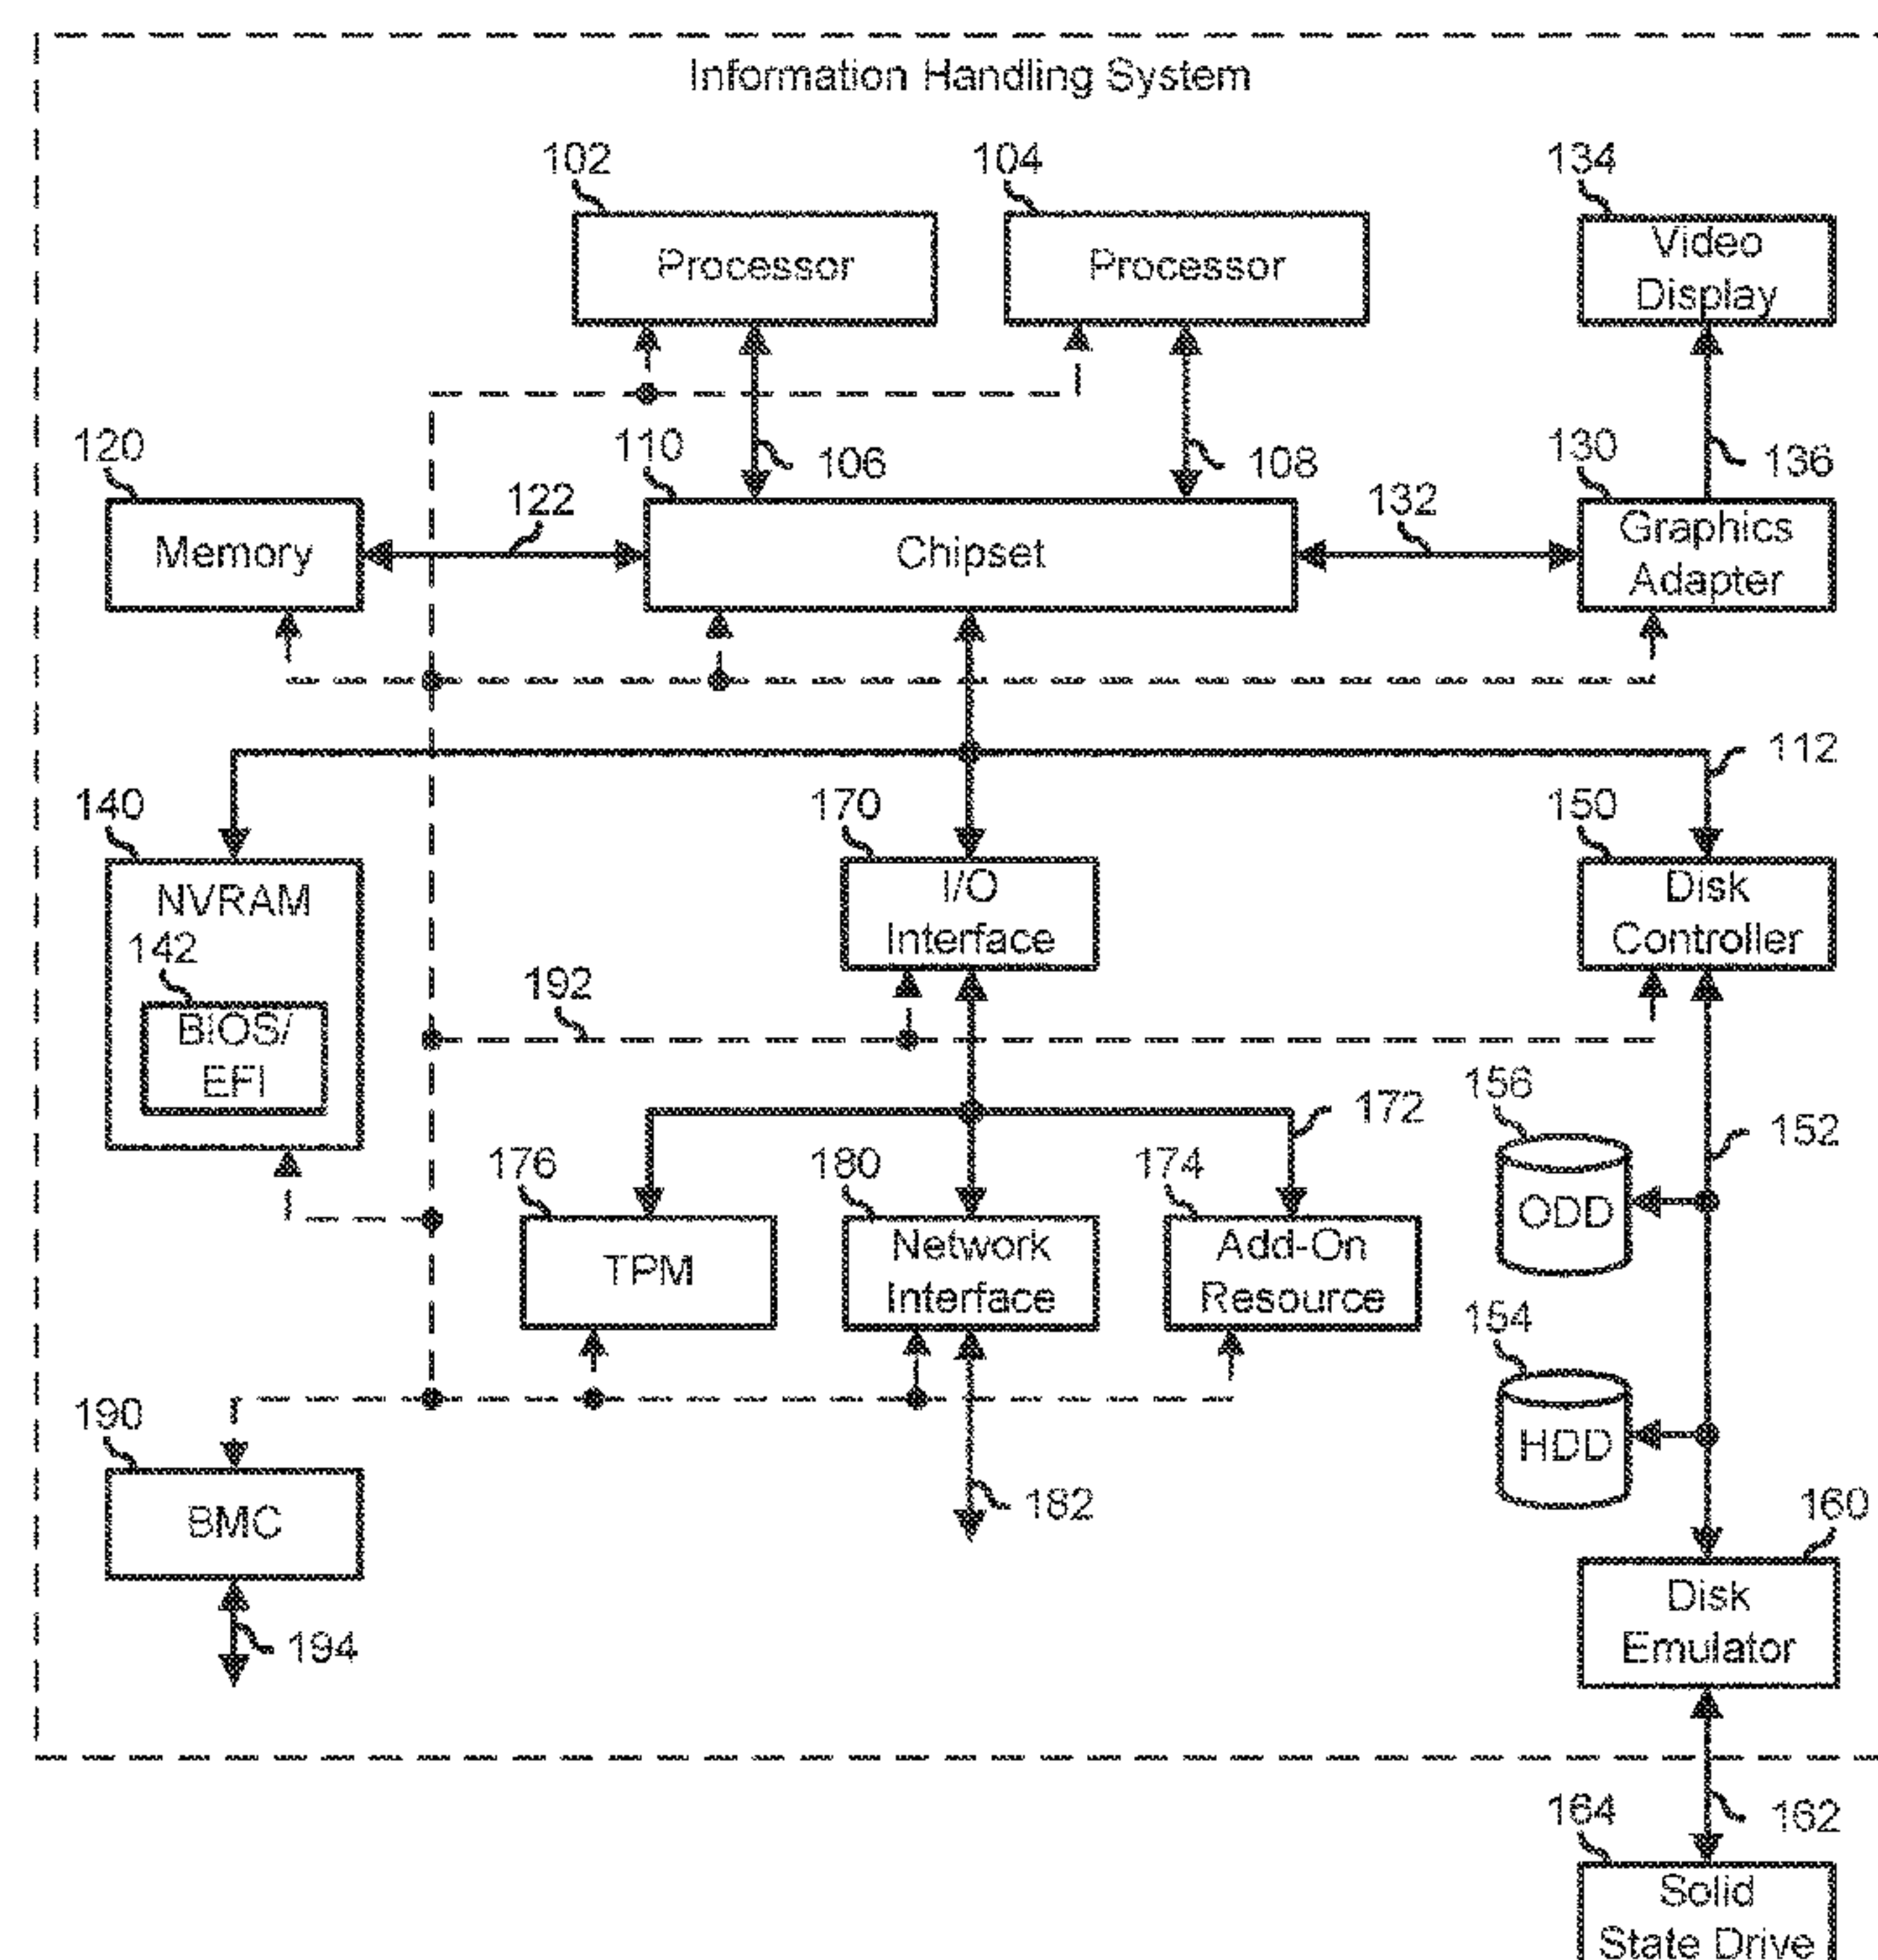 Information Handling System
102
104
134
Processor
Processor
Video
Display
120
110
106
108
130
136
122
132
Memory
Chipset
Graphics
Adapter
112
140
170
150
NVRAM
I/O
Interface
Disk
Controller
142
BIOS/
EFI
192
156
172
152
176
180
174
ODD
TPM
Network
Interface
Add-On
Resource
154
190
HDD
BMC
182
160
Disk
Emulator
194
164
162
Solid
State Drive